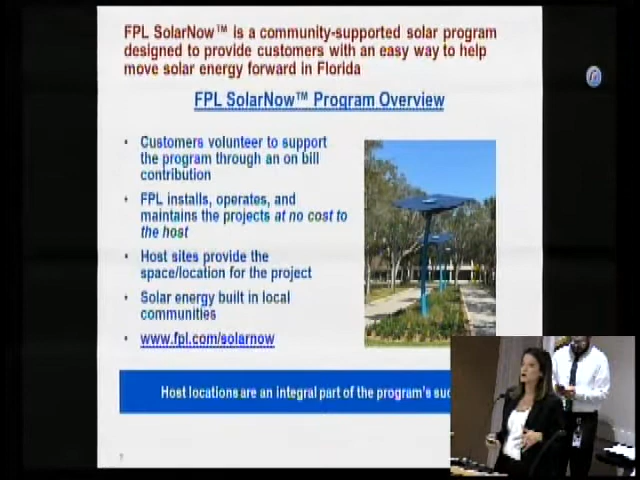 FPL SolarNow™ is a community-supported solar program
designed to provide customers with an easy way to help
move solar energy forward in Florida
FPL SolarNow™ Program Overview
• Customers volunteer to support
the program through an on bill
contribution
• FPL installs, operates, and
maintains the projects at no cost to
the host
• Host sites provide the
space/location for the project
• Solar energy built in local
communities
• www.fpl.com/solarnow
Host locations are an integral part of the program's